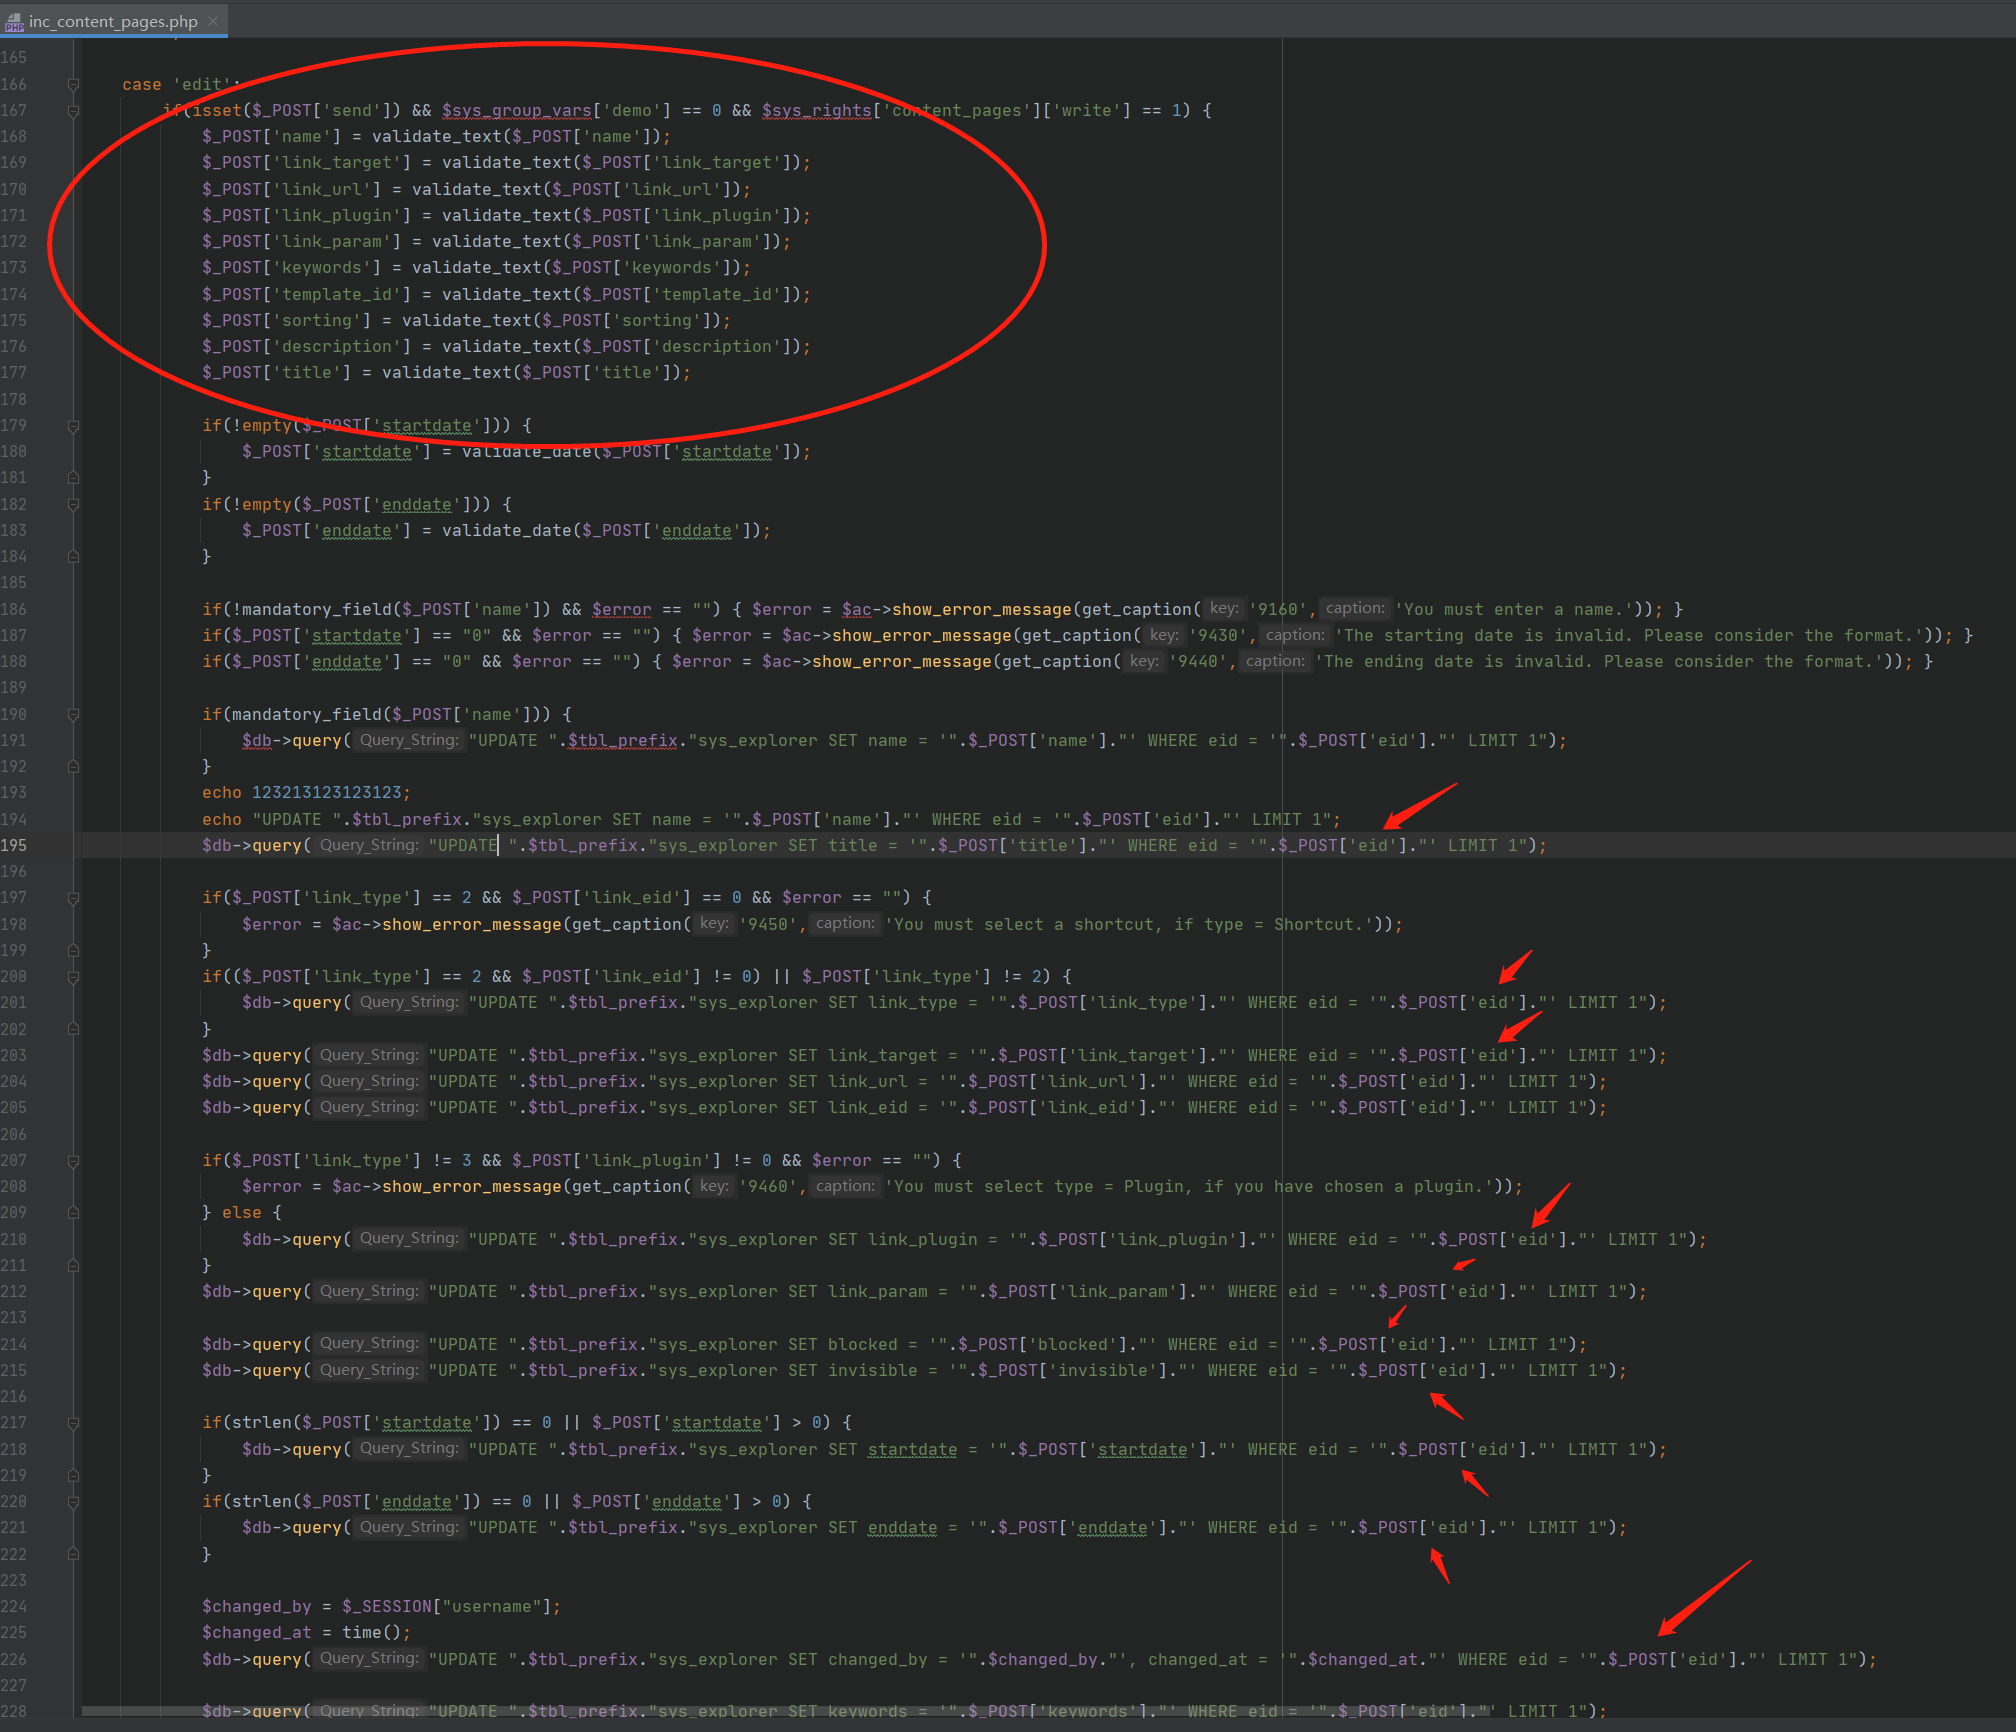 inc_content_pages.php
165
166 case 'edit':
167 if(isset($_POST['send']) && $sys_group_vars['demo'] == 0 && $sys_rights['content_pages']['write'] == 1) {
168 $_POST['name'] = validate_text($_POST['name']);
169 $_POST['link_target'] = validate_text($_POST['link_target']);
170 $_POST['link_url'] = validate_text($_POST['link_url']);
171 $_POST['link_plugin'] = validate_text($_POST['link_plugin']);
172 $_POST['link_param'] = validate_text($_POST['link_param']);
173 $_POST['keywords'] = validate_text($_POST['keywords']);
174 $_POST['template_id'] = validate_text($_POST['template_id']);
175 $_POST['sorting'] = validate_text($_POST['sorting']);
176 $_POST['description'] = validate_text($_POST['description']);
177 $_POST['title'] = validate_text($_POST['title']);
178
179 if(!empty($_POST['startdate'])) {
180 $_POST['startdate'] = validate_date($_POST['startdate']);
181 }
182 if(!empty($_POST['enddate'])) {
183 $_POST['enddate'] = validate_date($_POST['enddate']);
184 }
185
186 if(!mandatory_field($_POST['name']) && $error == "") { $error = $ac->show_error_message(get_caption( key: '9160', caption: 'You must enter a name.')); }
187 if($_POST['startdate'] == "0" && $error == "") { $error = $ac->show_error_message(get_caption( key: '9430', caption: 'The starting date is invalid. Please consider the format.')); }
188 if($_POST['enddate'] == "0" && $error == "") { $error = $ac->show_error_message(get_caption( key: '9440', caption: 'The ending date is invalid. Please consider the format.')); }
189
190 if(mandatory_field($_POST['name'])) {
191 $db->query( Query_String: "UPDATE ".$tbl_prefix."sys_explorer SET name = '".$_POST['name']."' WHERE eid = '".$_POST['eid']."' LIMIT 1");
192 }
193 echo 123213123123123;
194 echo "UPDATE ".$tbl_prefix."sys_explorer SET name = '".$_POST['name']."' WHERE eid = '".$_POST['eid']."' LIMIT 1";
195 $db->query( Query_String: "UPDATE ".$tbl_prefix."sys_explorer SET title = '".$_POST['title']."' WHERE eid = '".$_POST['eid']."' LIMIT 1");
196
197 if($_POST['link_type'] == 2 && $_POST['link_eid'] == 0 && $error == "") {
198 $error = $ac->show_error_message(get_caption( key: '9450', caption: 'You must select a shortcut, if type = Shortcut.'));
199 }
200 if(($_POST['link_type'] == 2 && $_POST['link_eid'] != 0) || $_POST['link_type'] != 2) {
201 $db->query( Query_String: "UPDATE ".$tbl_prefix."sys_explorer SET link_type = '".$_POST['link_type']."' WHERE eid = '".$_POST['eid']."' LIMIT 1");
202 }
203 $db->query( Query_String: "UPDATE ".$tbl_prefix."sys_explorer SET link_target = '".$_POST['link_target']."' WHERE eid = '".$_POST['eid']."' LIMIT 1");
204 $db->query( Query_String: "UPDATE ".$tbl_prefix."sys_explorer SET link_url = '".$_POST['link_url']."' WHERE eid = '".$_POST['eid']."' LIMIT 1");
205 $db->query( Query_String: "UPDATE ".$tbl_prefix."sys_explorer SET link_eid = '".$_POST['link_eid']."' WHERE eid = '".$_POST['eid']."' LIMIT 1");
206
207 if($_POST['link_type'] != 3 && $_POST['link_plugin'] != 0 && $error == "") {
208 $error = $ac->show_error_message(get_caption( key: '9460', caption: 'You must select type = Plugin, if you have chosen a plugin.'));
209 } else {
210 $db->query( Query_String: "UPDATE ".$tbl_prefix."sys_explorer SET link_plugin = '".$_POST['link_plugin']."' WHERE eid = '".$_POST['eid']."' LIMIT 1");
211 }
212 $db->query( Query_String: "UPDATE ".$tbl_prefix."sys_explorer SET link_param = '".$_POST['link_param']."' WHERE eid = '".$_POST['eid']."' LIMIT 1");
213
214 $db->query( Query_String: "UPDATE ".$tbl_prefix."sys_explorer SET blocked = '".$_POST['blocked']."' WHERE eid = '".$_POST['eid']."' LIMIT 1");
215 $db->query( Query_String: "UPDATE ".$tbl_prefix."sys_explorer SET invisible = '".$_POST['invisible']."' WHERE eid = '".$_POST['eid']."' LIMIT 1");
216
217 if(strlen($_POST['startdate']) == 0 || $_POST['startdate'] > 0) {
218 $db->query( Query_String: "UPDATE ".$tbl_prefix."sys_explorer SET startdate = '".$_POST['startdate']."' WHERE eid = '".$_POST['eid']."' LIMIT 1");
219 }
220 if(strlen($_POST['enddate']) == 0 || $_POST['enddate'] > 0) {
221 $db->query( Query_String: "UPDATE ".$tbl_prefix."sys_explorer SET enddate = '".$_POST['enddate']."' WHERE eid = '".$_POST['eid']."' LIMIT 1");
222 }
223
224 $changed_by = $_SESSION["username"];
225 $changed_at = time();
226 $db->query( Query_String: "UPDATE ".$tbl_prefix."sys_explorer SET changed_by = '".$changed_by."', changed_at = '".$changed_at."' WHERE eid = '".$_POST['eid']."' LIMIT 1");
227
228 $db->query( Query_String: "UPDATE ".$tbl_prefix."sys_explorer SET keywords = '".$_POST['keywords']."' WHERE eid = '".$_POST['eid']."' LIMIT 1");